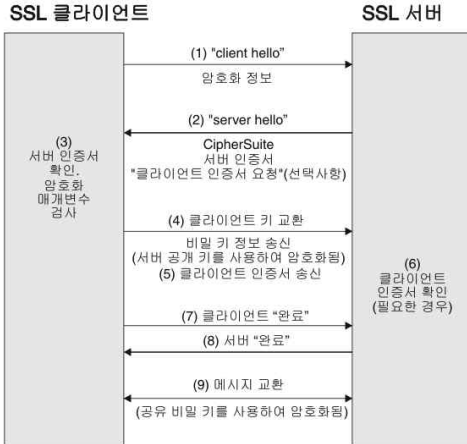 SSL 클라이언트
SSL 서버
(1) "client hello"
암호화 정보
(2) "server hello"
CipherSuite
서버 인증서
"클라이언트 인증서 요청"(선택사항)
(3)
서버 인증서
확인.
암호화
매개변수
검사
(4) 클라이언트 키 교환
비밀 키 정보 송신
(서버 공개 키를 사용하여 암호화됨)
(5) 클라이언트 인증서 송신
(6)
클라이언트
인증서 확인
(필요한 경우)
(7) 클라이언트 “완료”
(8) 서버 “완료”
(9) 메시지 교환
(공유 비밀 키를 사용하여 암호화됨)